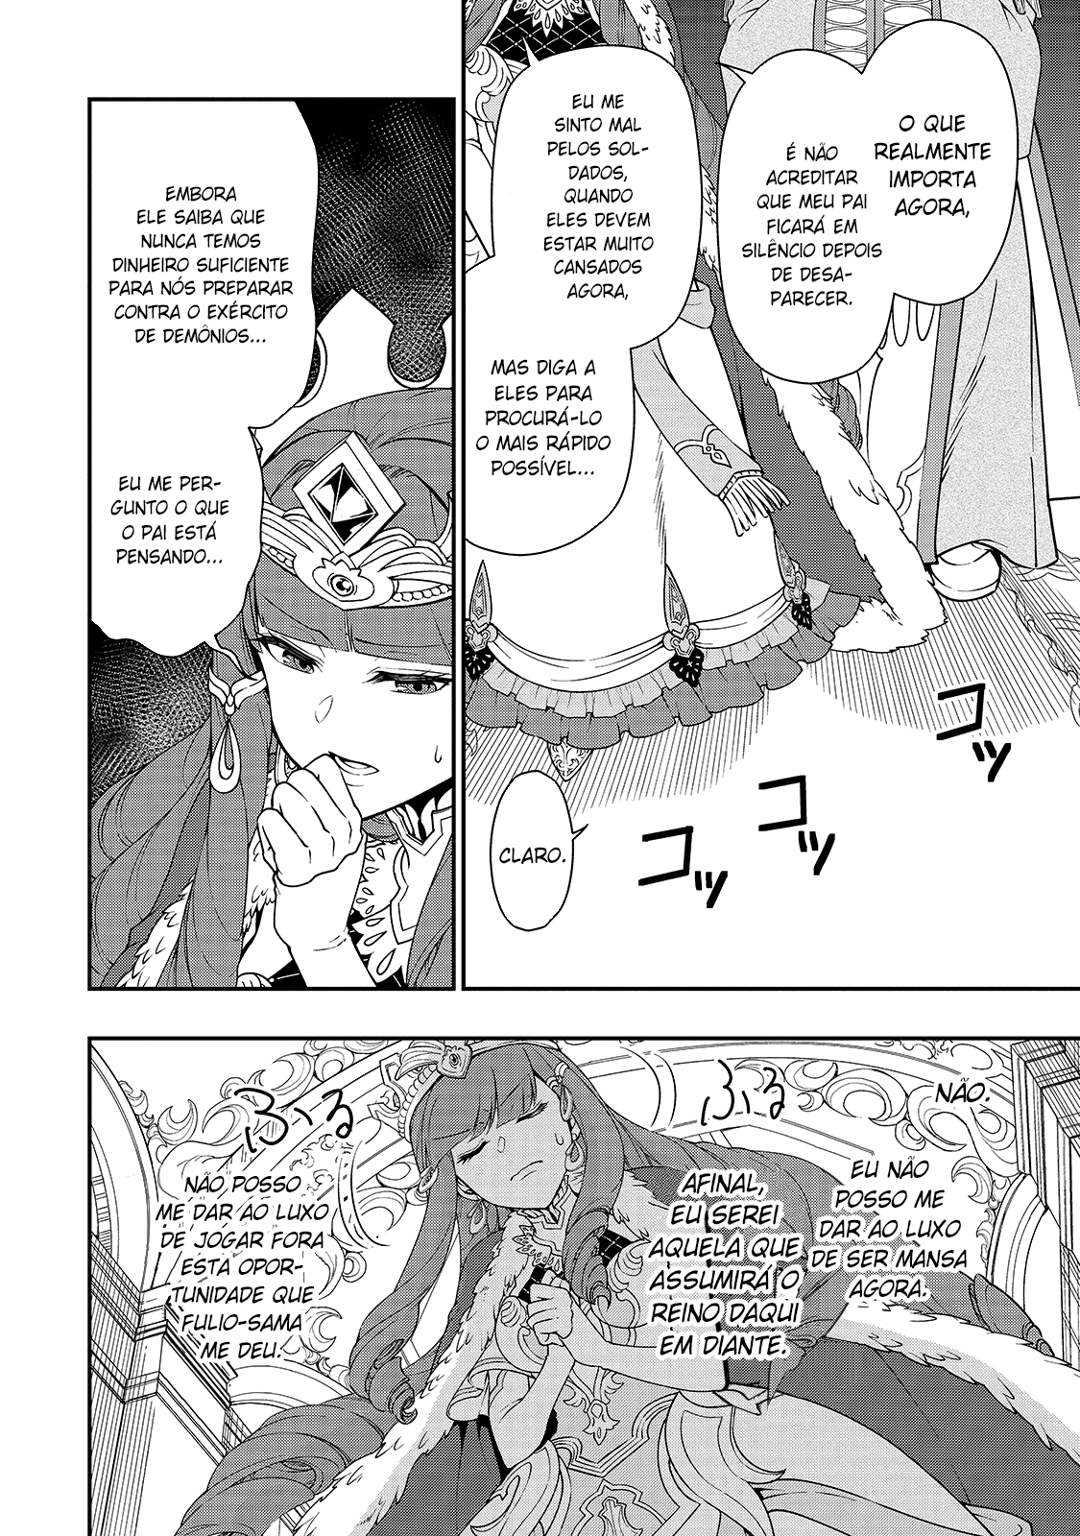 O QUE
REALMENTE
IMPORTA
AGORA,
É NÃO
ACREDITAR
QUE MEU PAI
FICARÁ EM
SILÊNCIO DEPOIS
DE DESA-
PARECER.
EU ME
SINTO MAL
PELOS SOL-
DADOS,
QUANDO
ELES DEVEM
ESTAR MUITO
CANSADOS
AGORA,
MAS DIGA A
ELES PARA
PROCURÁ-LO
O MAIS RÁPIDO
POSSÍVEL...
コッ
コッ
コッ
CLARO.
EMBORA
ELE SAIBA QUE
NUNCA TEMOS
DINHEIRO SUFICIENTE
PARA NÓS PREPARAR
CONTRA O EXÉRCITO
DE DEMÔNIOS...
EU ME PER-
GUNTO O QUE
O PAI ESTÁ
PENSANDO...
NÃO.
EU NÃO
POSSO ME
DAR AO LUXO
DE SER MANSA
AGORA.
ふる
AFINAL,
EU SEREI
AQUELA QUE
ASSUMIRÁ O
REINO DAQUI
EM DIANTE.
ふる
NÃO POSSO
ME DAR AO LUXO
DE JOGAR FORA
ESTA OPOR-
TUNIDADE QUE
FULIO-SAMA
ME DEU.